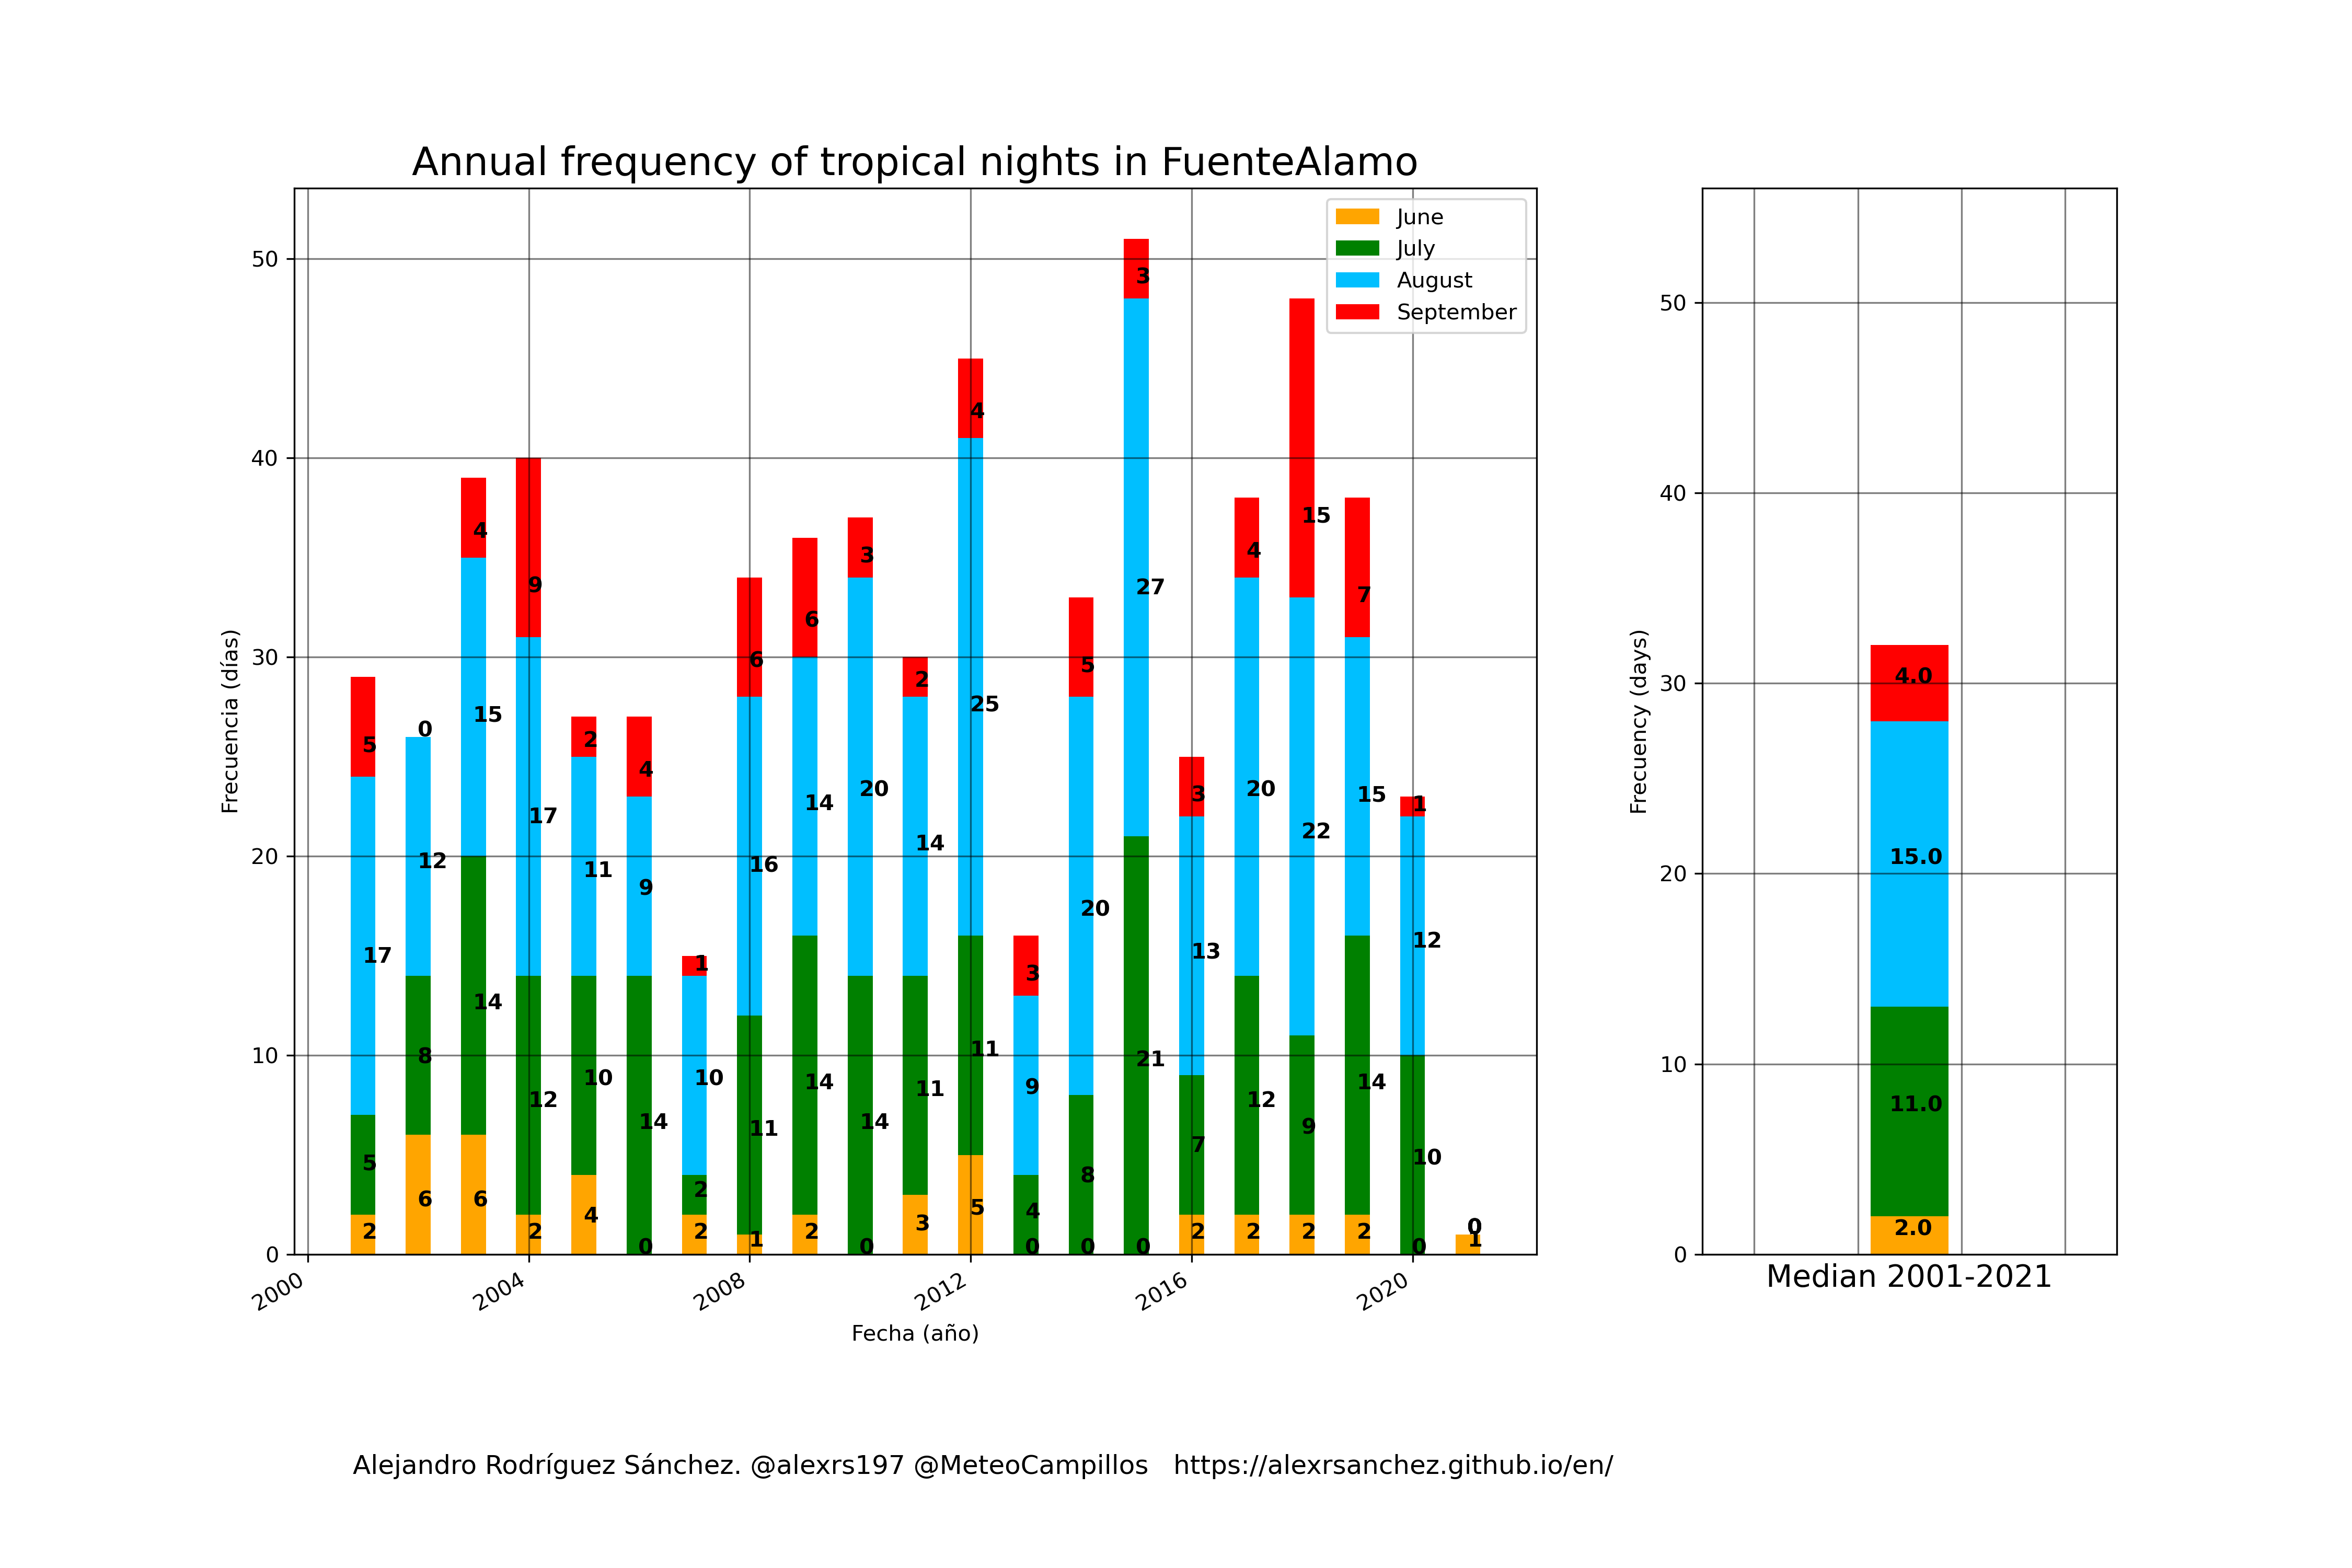 Annual frequency of tropical nights in FuenteAlamo
June
July
August
September
Frecuencia (días)
50
40
30
20
10
0
2 5 17 5
6 8 12 0
6 14 15 4
2 12 17 9
4 10 11 2
0 14 9 4
2 2 10 1
1 11 16 6
2 14 14 6
0 14 20 3
3 11 14 2
5 11 25 4
0 4 9 3
0 8 20 5
0 21 27 3
2 7 13 3
2 12 20 4
2 9 22 15
2 14 15 7
0 10 12 1
1 0
2000 2004 2008 2012 2016 2020
Fecha (año)
Frecuency (days)
50
40
30
20
10
0
4.0
15.0
11.0
2.0
Median 2001-2021
Alejandro Rodríguez Sánchez. @alexrs197 @MeteoCampillos https://alexrsanchez.github.io/en/